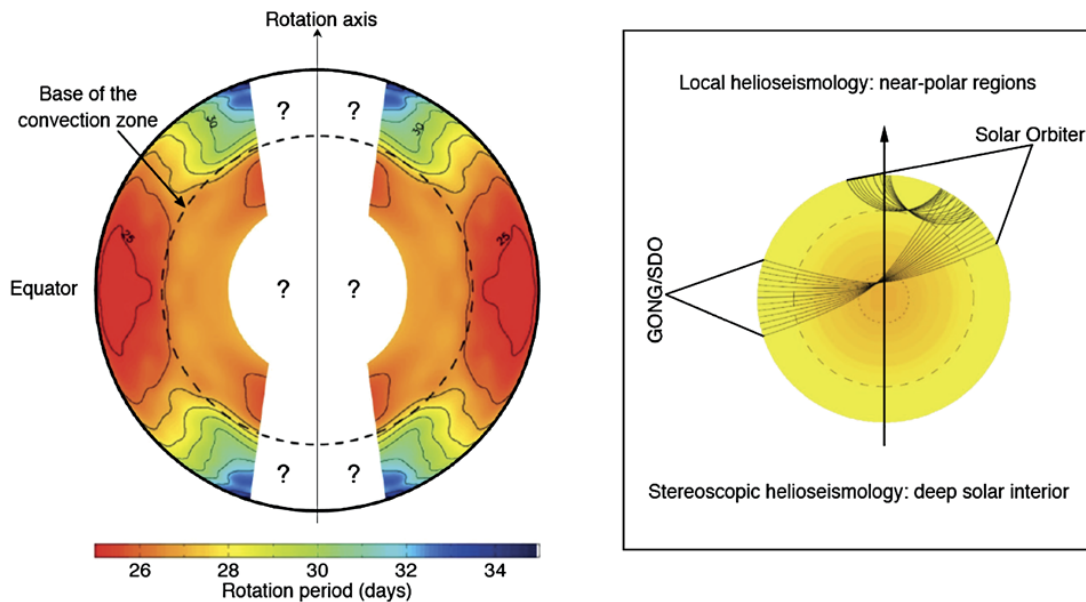 Rotation axis
Base of the
convection zone
?
?
30
30
25
25
Equator
?
?
?
?
26
28
30
32
34
Rotation period (days)
Local helioseismology: near-polar regions
Solar Orbiter
GONG/SDO
Stereoscopic helioseismology: deep solar interior